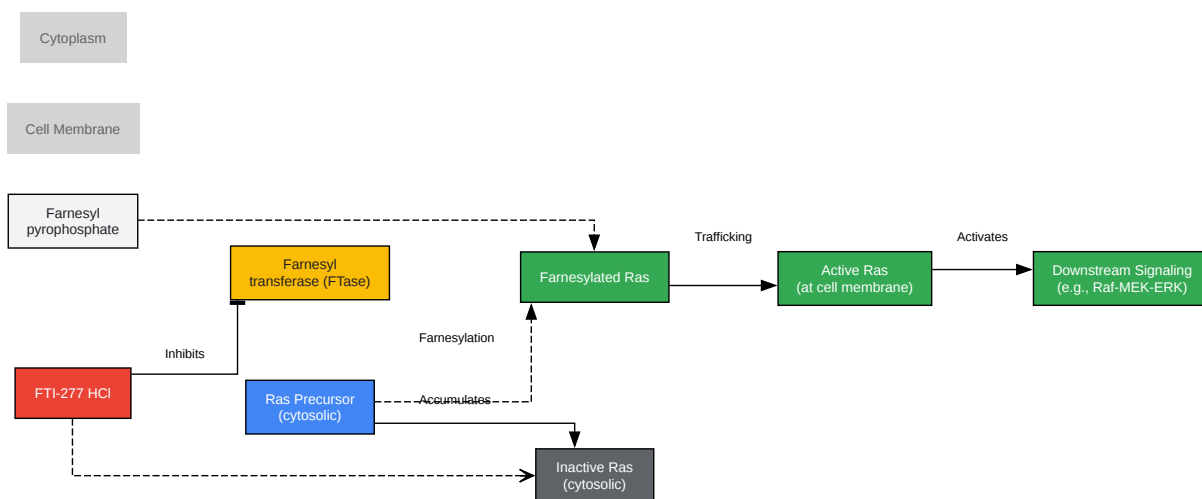 Cytoplasm
Cell Membrane
Farnesyl
pyrophosphate
Farnesyl
transferase (FTase)
Farnesylated Ras
Trafficking
Active Ras
(at cell membrane)
Activates
Downstream Signaling
(e.g., Raf-MEK-ERK)
Inhibits
Farnesylation
FTI-277 HCl
Ras Precursor
(cytosolic)
Accumulates
Inactive Ras
(cytosolic)